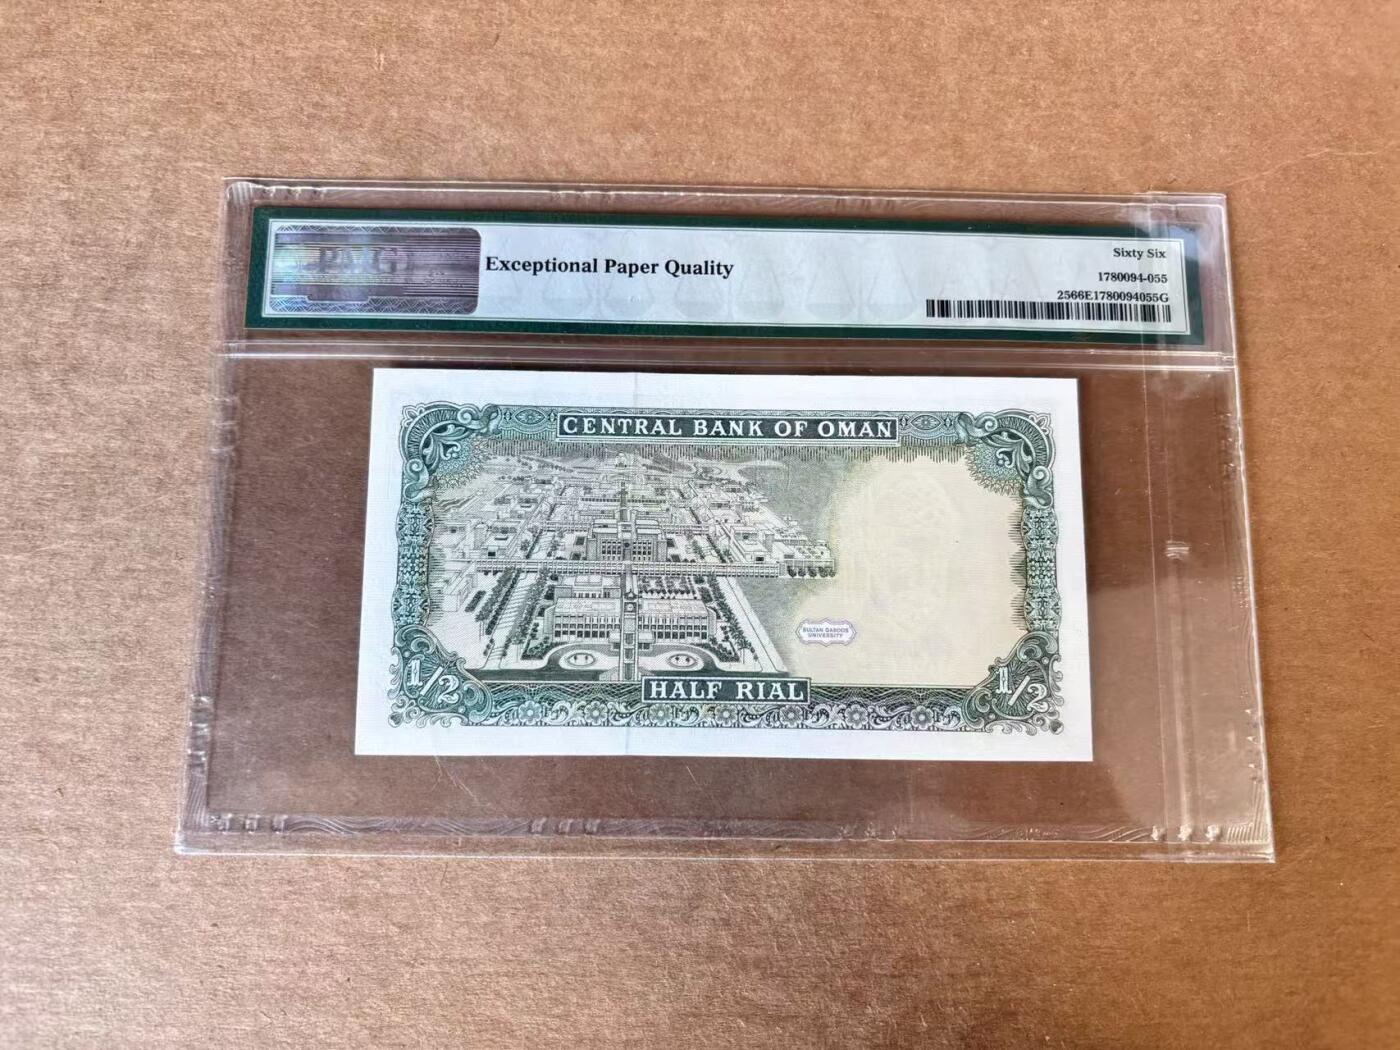 PMG
Exceptional Paper Quality
Sixty Six
1780094-055
2566E1780094055G
CENTRAL BANK OF OMAN
SULTAN QABOOS
UNIVERSITY
1/2
HALF RIAL
1/2